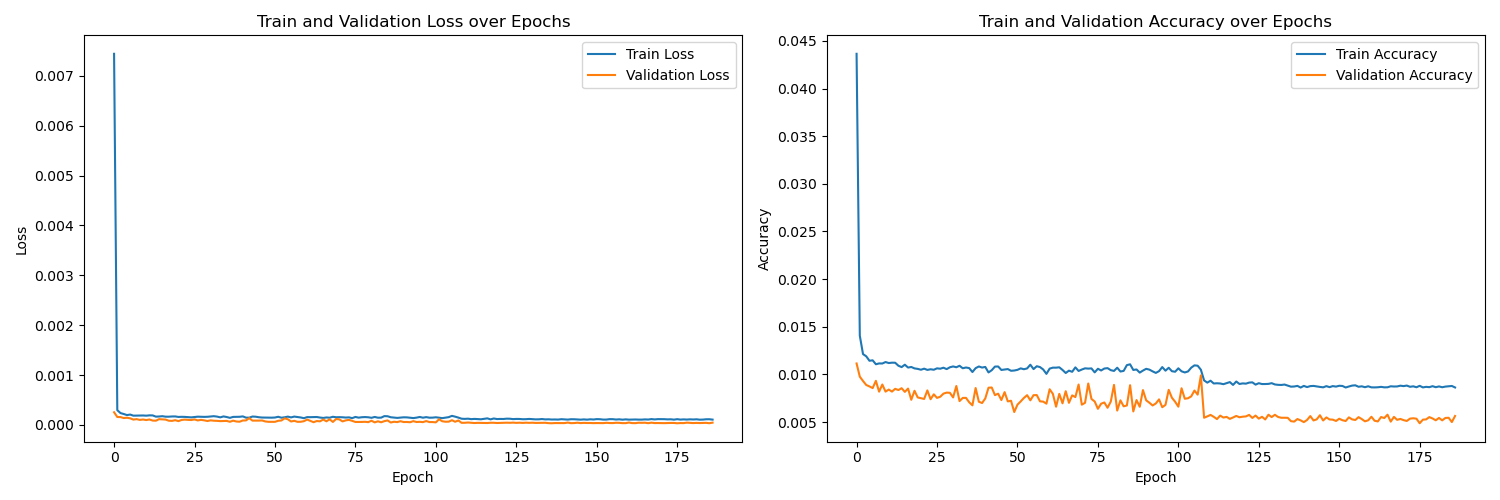 Train and Validation Loss over Epochs
Train Loss
Validation Loss
0.007
0.006
0.005
0.004
0.003
0.002
0.001
0.000
Loss
0 25 50 75 100 125 150 175
Epoch
Train and Validation Accuracy over Epochs
Train Accuracy
Validation Accuracy
0.045
0.040
0.035
0.030
0.025
0.020
0.015
0.010
0.005
Accuracy
0 25 50 75 100 125 150 175
Epoch